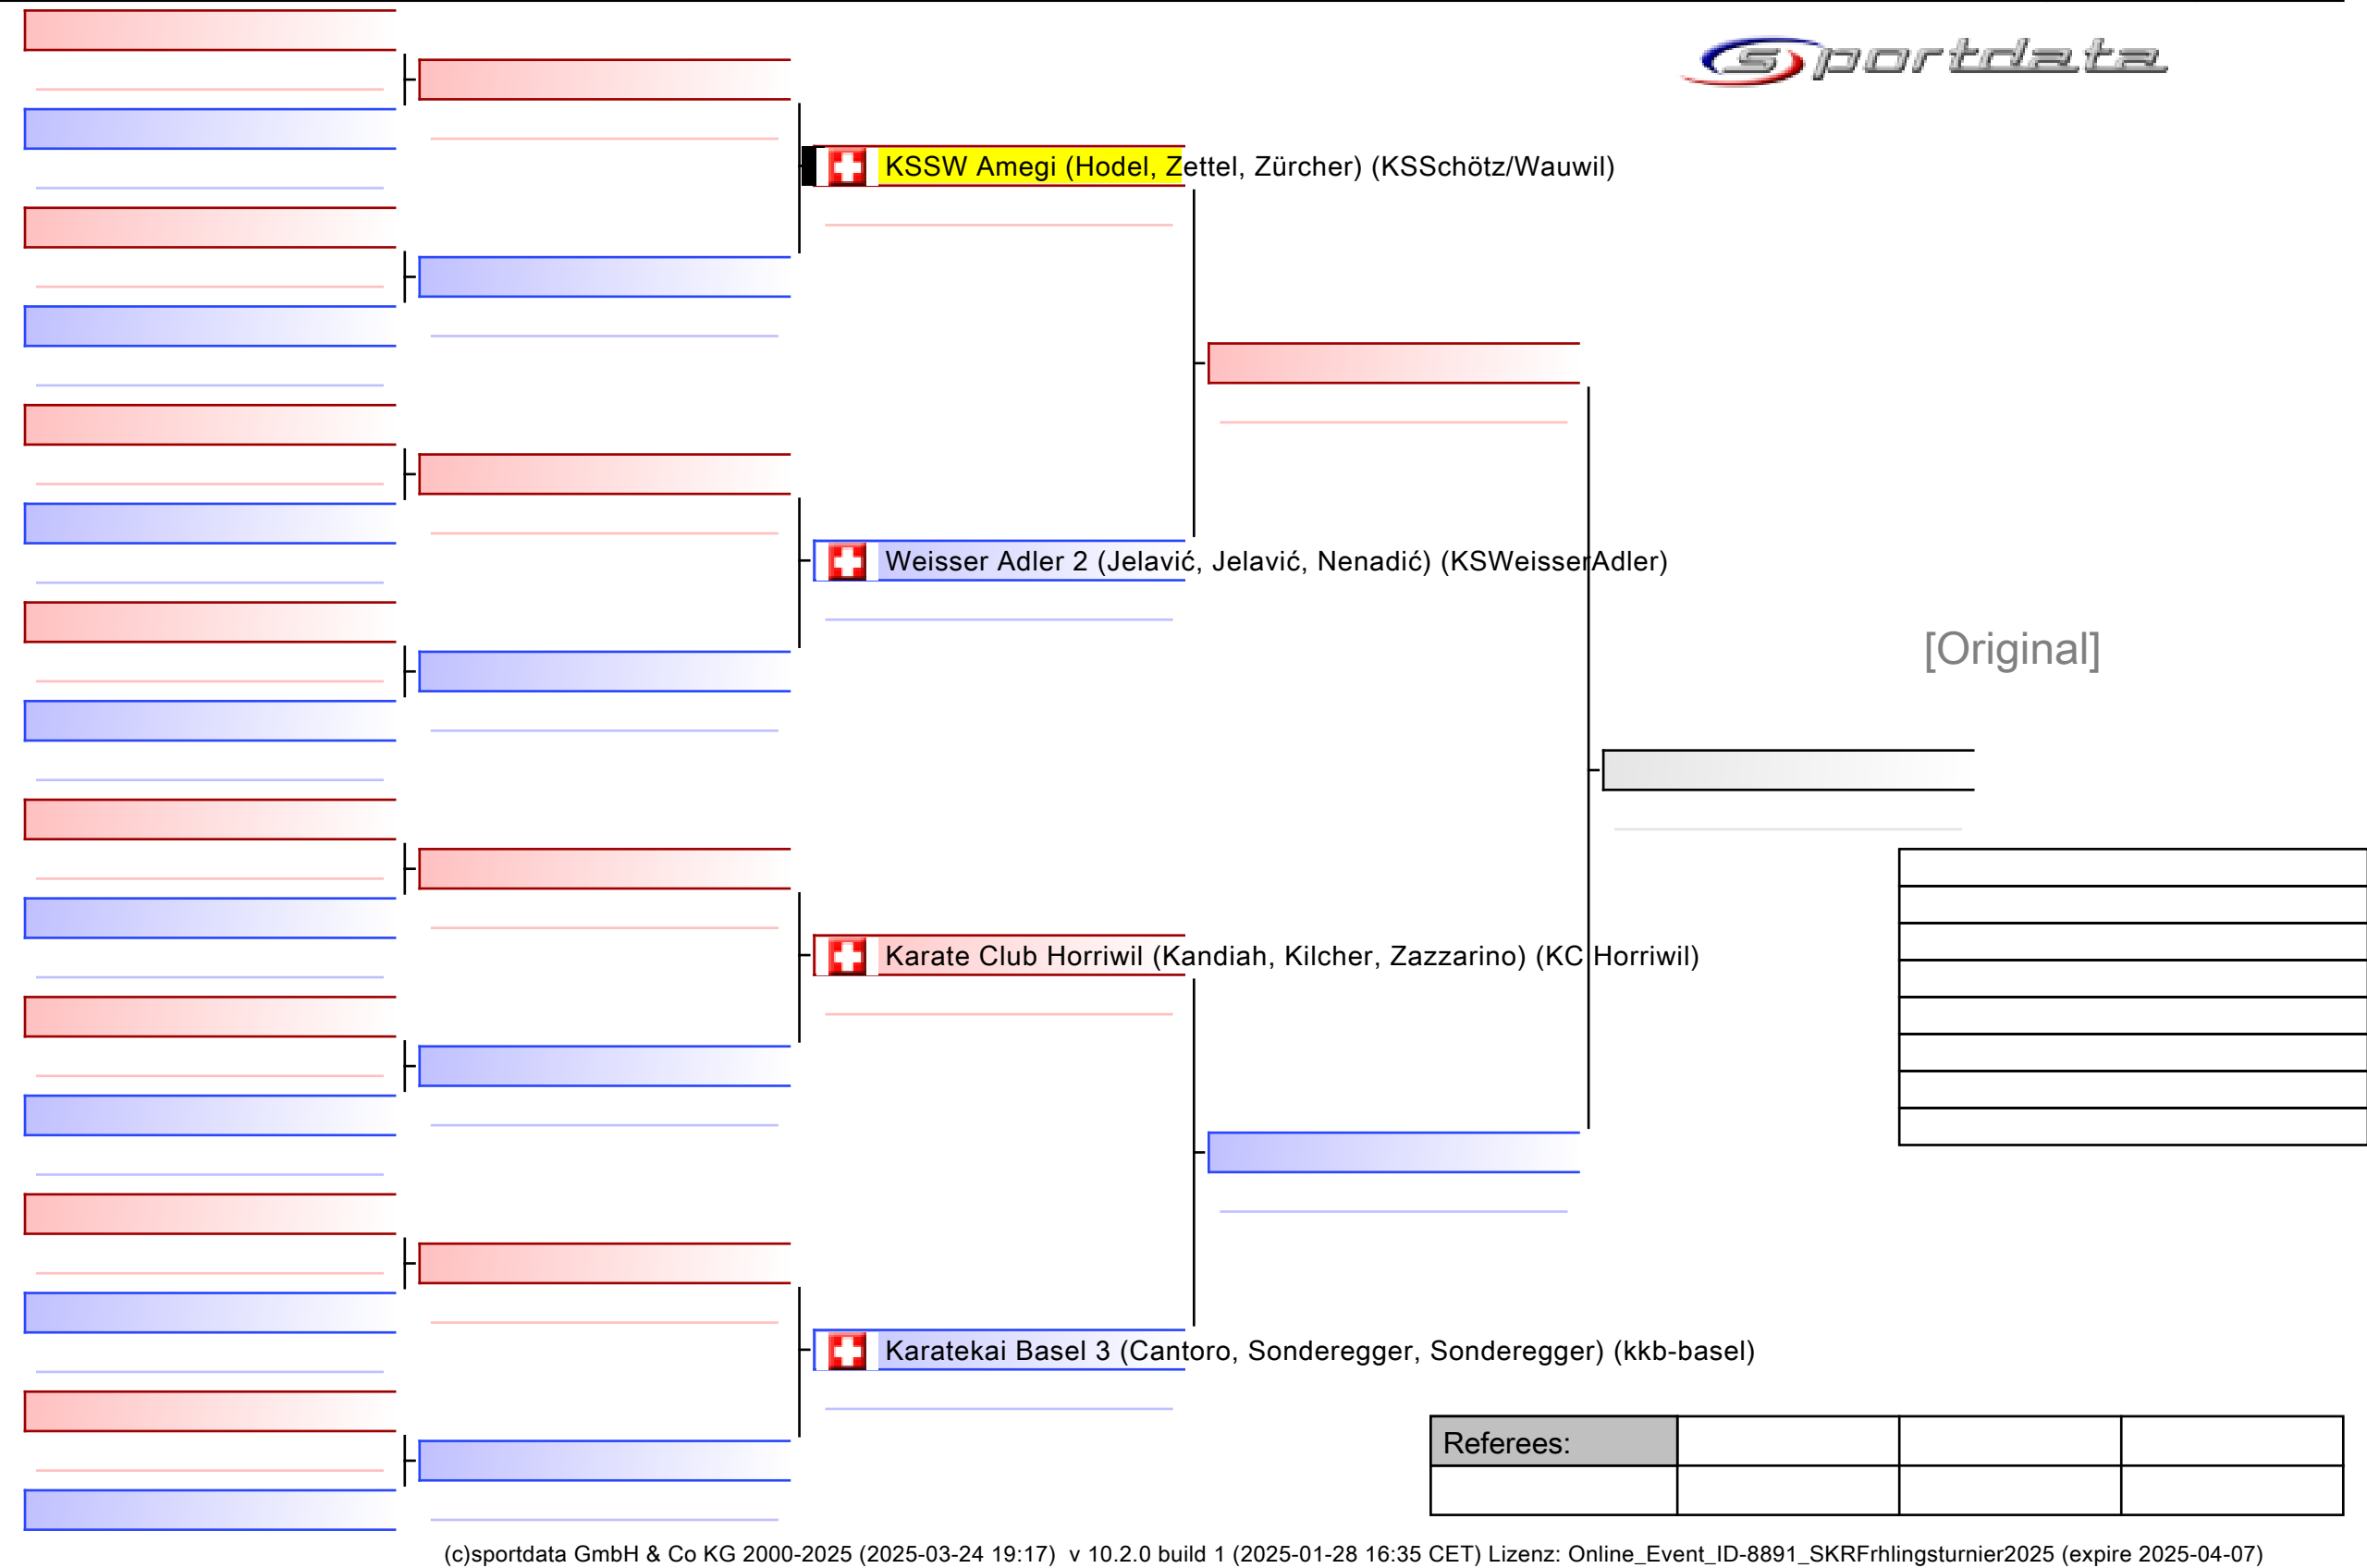 sportdata
KSSW Amegi (Hodel, Zettel, Zürcher) (KSSchötz/Wauwil)
Weisser Adler 2 (Jelavić, Jelavić, Nenadić) (KSWeisserAdler)
[Original]
Karate Club Horriwil (Kandiah, Kilcher, Zazzarino) (KC Horriwil)
Karatekai Basel 3 (Cantoro, Sonderegger, Sonderegger) (kkb-basel)
Referees:
(c)sportdata GmbH & Co KG 2000-2025 (2025-03-24 19:17)  v 10.2.0 build 1 (2025-01-28 16:35 CET) Lizenz: Online_Event_ID-8891_SKRFrhlingsturnier2025 (expire 2025-04-07)